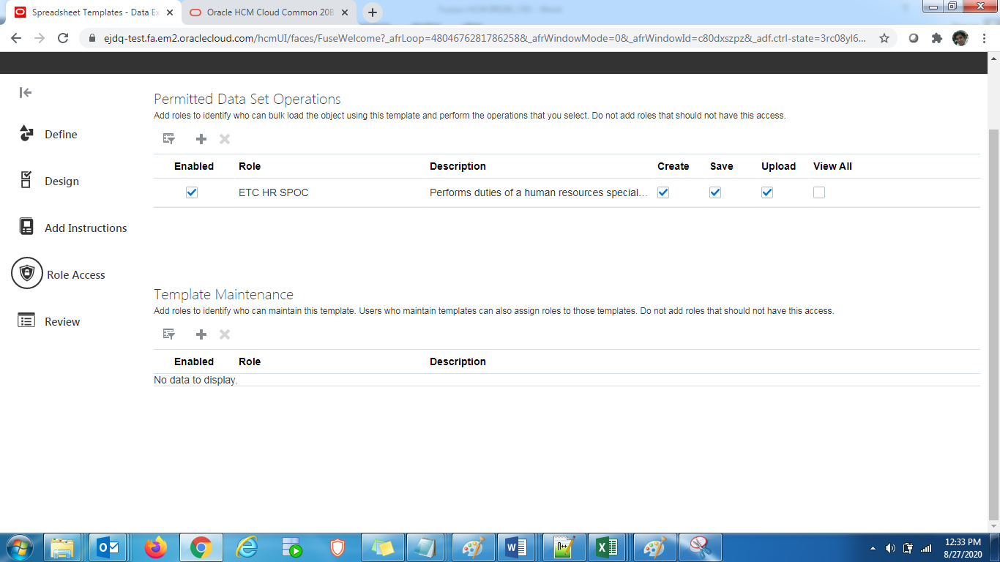 Spreadsheet Templates - Data Ex
Oracle HCM Cloud Common 20B
ejdq-test.fa.em2.oraclecloud.com/hcmUI/faces/FuseWelcome?_afrLoop=48046762817862588&_afrWindowMode=0&_afrWindowId=c80dxszpz&_adf.ctrl-state=3rc08yl6...
Permitted Data Set Operations
Add roles to identify who can bulk load the object using this template and perform the operations that you select. Do not add roles that should not have this access.
Define
Enabled Role Description Create Save Upload View All
Design
ETC HR SPOC Performs duties of a human resources special...
Add Instructions
Role Access
Template Maintenance
Add roles to identify who can maintain this template. Users who maintain templates can also assign roles to those templates. Do not add roles that should not have this access.
Review
Enabled Role Description
No data to display.
12:33 PM
8/27/2020